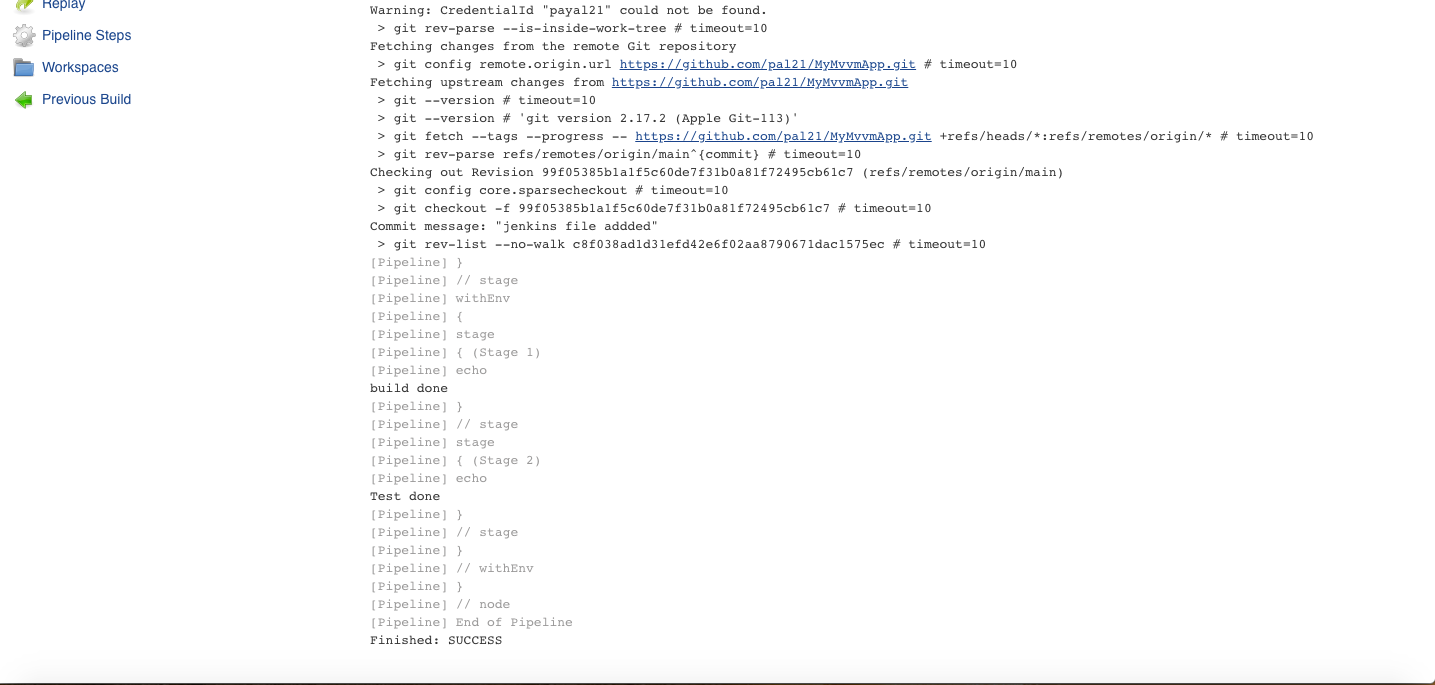 Replay
Pipeline Steps
Workspaces
Previous Build
Warning: CredentialId "payal21" could not be found.
> git rev-parse --is-inside-work-tree # timeout=10
Fetching changes from the remote Git repository
> git config remote.origin.url https://github.com/pal21/MyMvvmApp.git # timeout=10
Fetching upstream changes from https://github.com/pal21/MyMvvmApp.git
> git --version # timeout=10
> git --version # 'git version 2.17.2 (Apple Git-113)'
> git fetch --tags --progress -- https://github.com/pal21/MyMvvmApp.git +refs/heads/*:refs/remotes/origin/* # timeout=10
> git rev-parse refs/remotes/origin/main^{commit} # timeout=10
Checking out Revision 99f05385b1a1f5c60de7f31b0a81f72495cb61c7 (refs/remotes/origin/main)
> git config core.sparsecheckout # timeout=10
> git checkout -f 99f05385b1a1f5c60de7f31b0a81f72495cb61c7 # timeout=10
Commit message: "jenkins file addded"
> git rev-list --no-walk c8f038ad1d31efd42e6f02aa8790671dac1575ec # timeout=10
[Pipeline] }
[Pipeline] // stage
[Pipeline] withEnv
[Pipeline] {
[Pipeline] stage
[Pipeline] { (Stage 1)
[Pipeline] echo
build done
[Pipeline] }
[Pipeline] // stage
[Pipeline] stage
[Pipeline] { (Stage 2)
[Pipeline] echo
Test done
[Pipeline] }
[Pipeline] // stage
[Pipeline] }
[Pipeline] // withEnv
[Pipeline] }
[Pipeline] // node
[Pipeline] End of Pipeline
Finished: SUCCESS